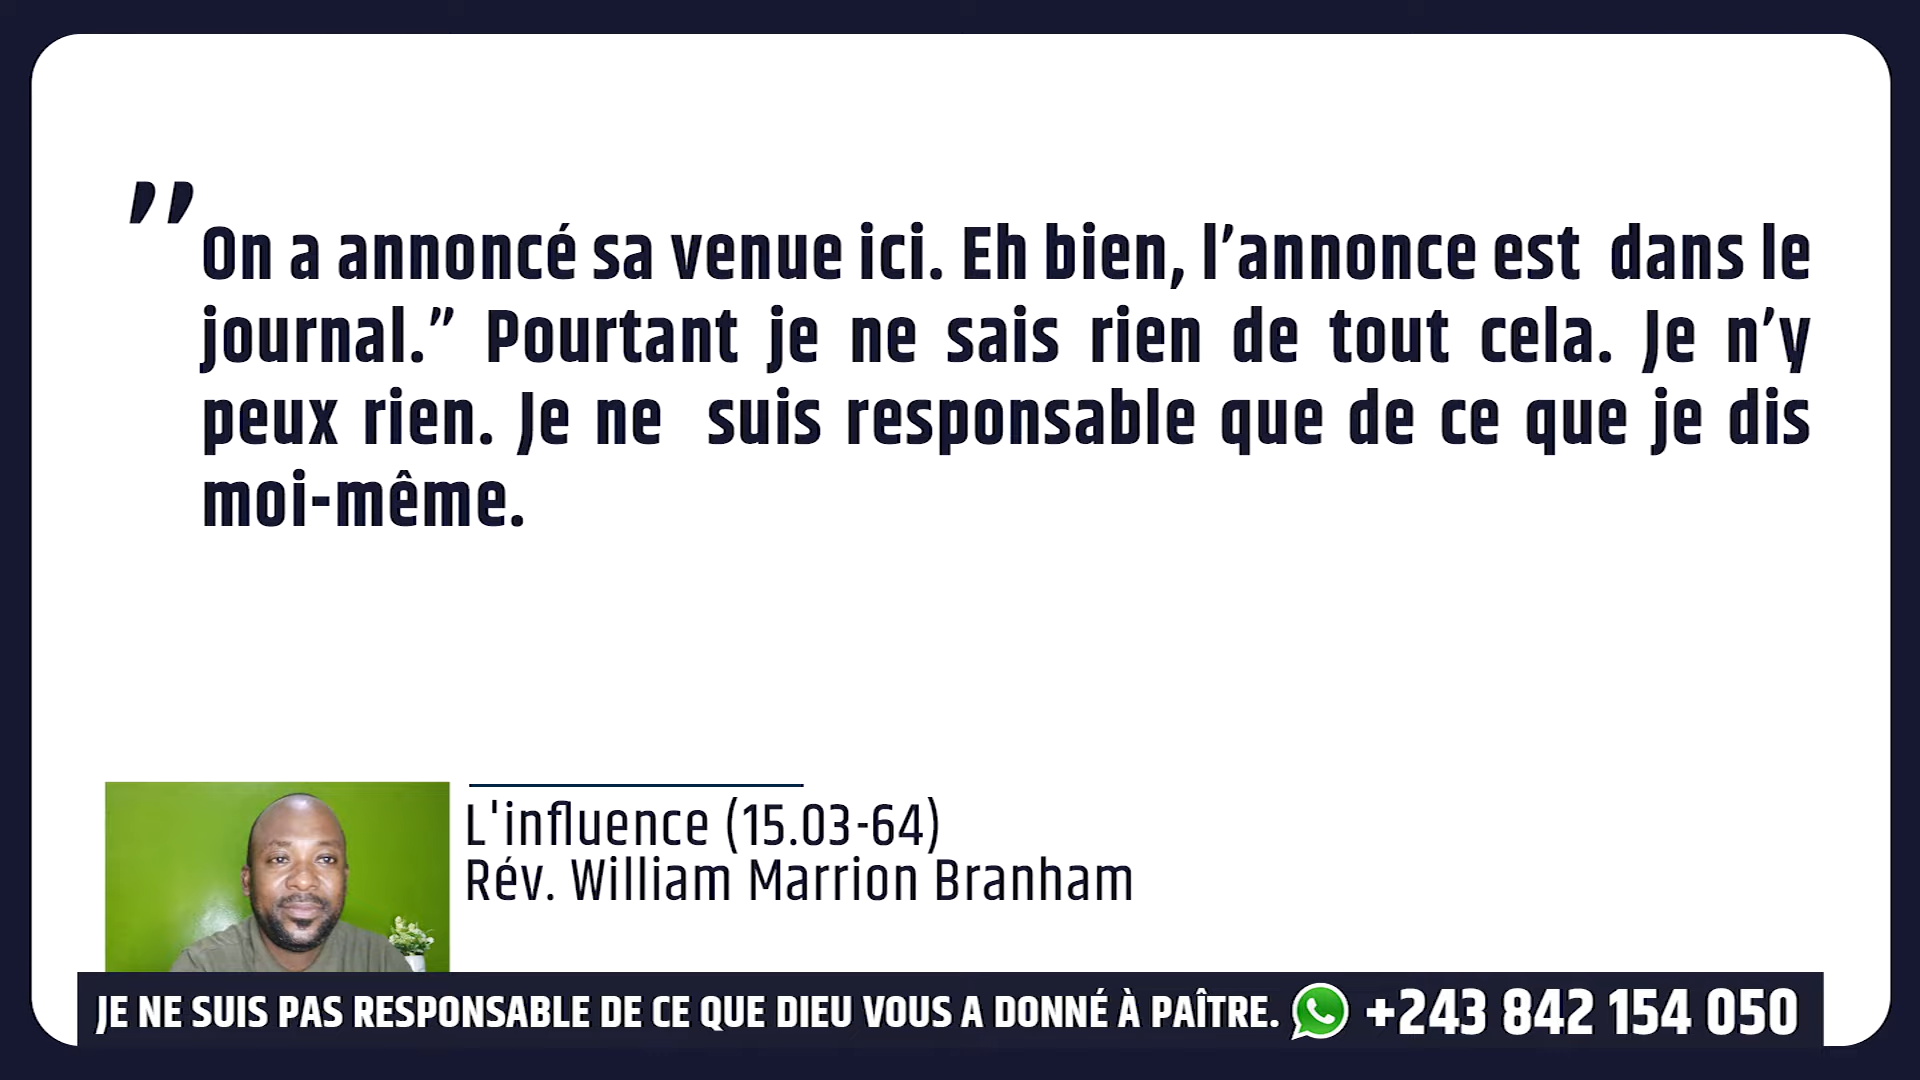 ”
On a annoncé sa venue ici. Eh bien, l’annonce est dans le
journal.” Pourtant je ne sais rien de tout cela. Je n’y
peux rien. Je ne suis responsable que de ce que je dis
moi-même.
L'influence (15.03-64)
Rév. William Marrion Branham
JE NE SUIS PAS RESPONSABLE DE CE QUE DIEU VOUS A DONNÉ À PAÎTRE. +243 842 154 050